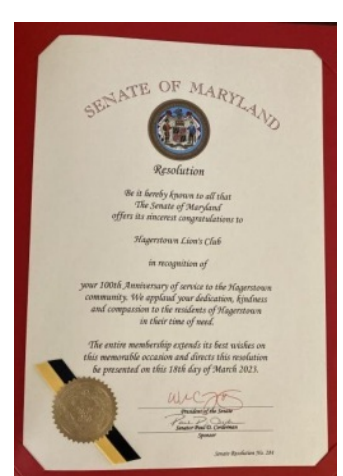 SENATE OF MARYLAND
Resolution
Be it hereby known to all that
The Senate of Maryland
offers its sincerest congratulations to
Hagerstown Lion's Club
in recognition of
your 100th Anniversary of service to the Hagerstown
community. We applaud your dedication, kindness
and compassion to the residents of Hagerstown
in their time of need.
The entire membership extends its best wishes on
this memorable occasion and directs this resolution
be presented on this 18th day of March 2023.
President of the Senate
Senator Paul D. Corderman
Sponsor
Senate Resolution No.